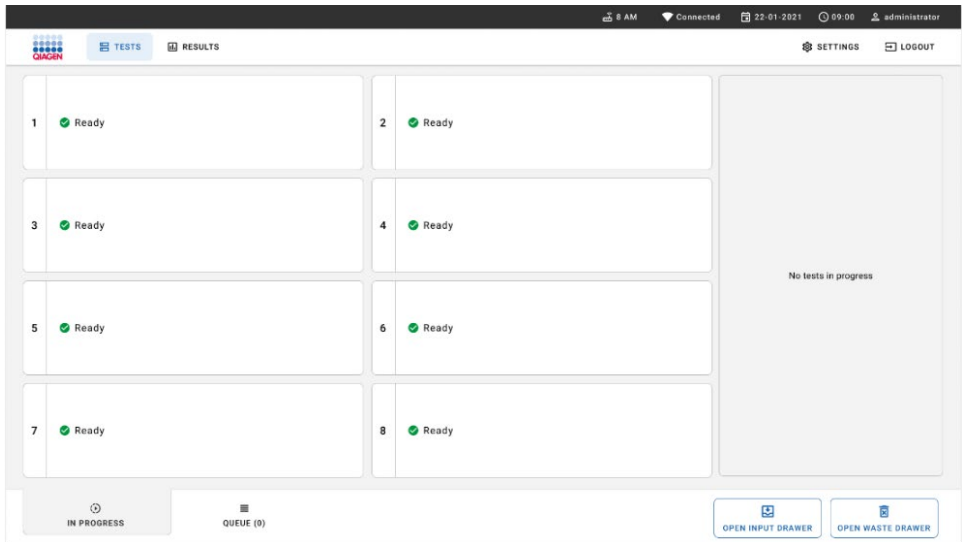 8 AM Connected 22-01-2021 09:00 administrator
QIAGEN TESTS RESULTS SETTINGS LOGOUT
1 Ready 2 Ready
3 Ready 4 Ready
No tests in progress
5 Ready 6 Ready
7 Ready 8 Ready
IN PROGRESS QUEUE (0) OPEN INPUT DRAWER OPEN WASTE DRAWER